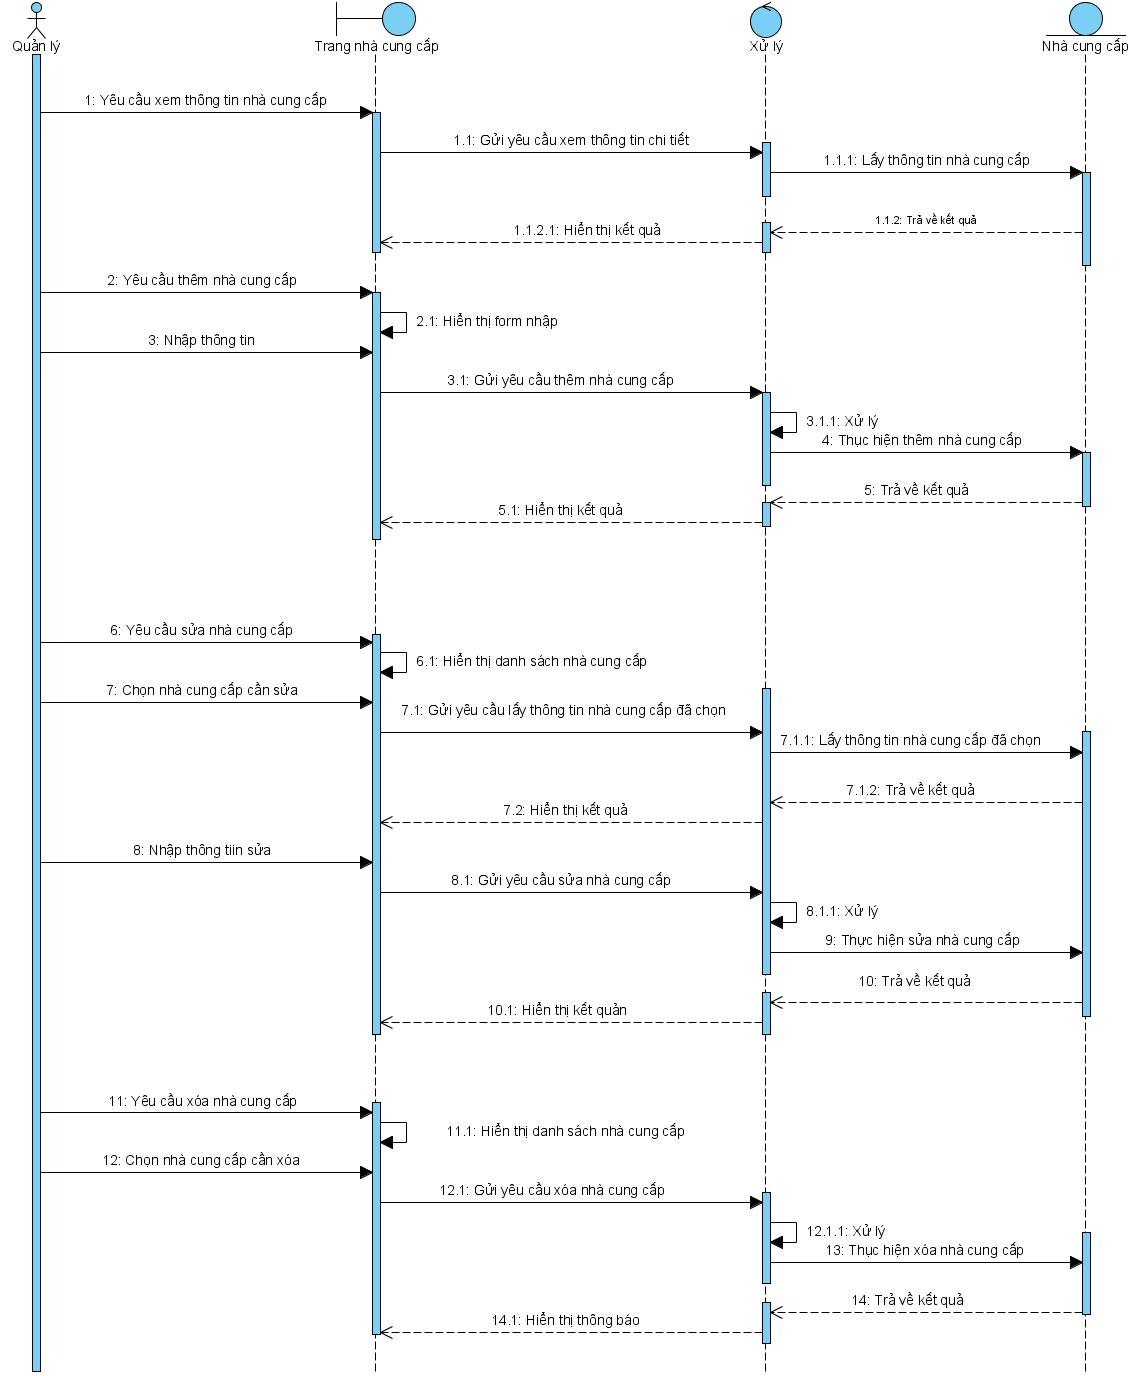 Quản lý
Trang nhà cung cấp
Xử lý
Nhà cung cấp
1: Yêu cầu xem thông tin nhà cung cấp
1.1: Gửi yêu cầu xem thông tin chi tiết
1.1.1: Lấy thông tin nhà cung cấp
1.1.2: Trả về kết quả
1.1.2.1: Hiển thị kết quả
2: Yêu cầu thêm nhà cung cấp
2.1: Hiển thị form nhập
3: Nhập thông tin
3.1: Gửi yêu cầu thêm nhà cung cấp
3.1.1: Xử lý
4: Thực hiện thêm nhà cung cấp
5: Trả về kết quả
5.1: Hiển thị kết quả
6: Yêu cầu sửa nhà cung cấp
6.1: Hiển thị danh sách nhà cung cấp
7: Chọn nhà cung cấp cần sửa
7.1: Gửi yêu cầu lấy thông tin nhà cung cấp đã chọn
7.1.1: Lấy thông tin nhà cung cấp đã chọn
7.1.2: Trả về kết quả
7.2: Hiển thị kết quả
8: Nhập thông tiin sửa
8.1: Gửi yêu cầu sửa nhà cung cấp
8.1.1: Xử lý
9: Thực hiện sửa nhà cung cấp
10: Trả về kết quả
10.1: Hiển thị kết quản
11: Yêu cầu xóa nhà cung cấp
11.1: Hiển thị danh sách nhà cung cấp
12: Chọn nhà cung cấp cần xóa
12.1: Gửi yêu cầu xóa nhà cung cấp
12.1.1: Xử lý
13: Thực hiện xóa nhà cung cấp
14: Trả về kết quả
14.1: Hiển thị thông báo